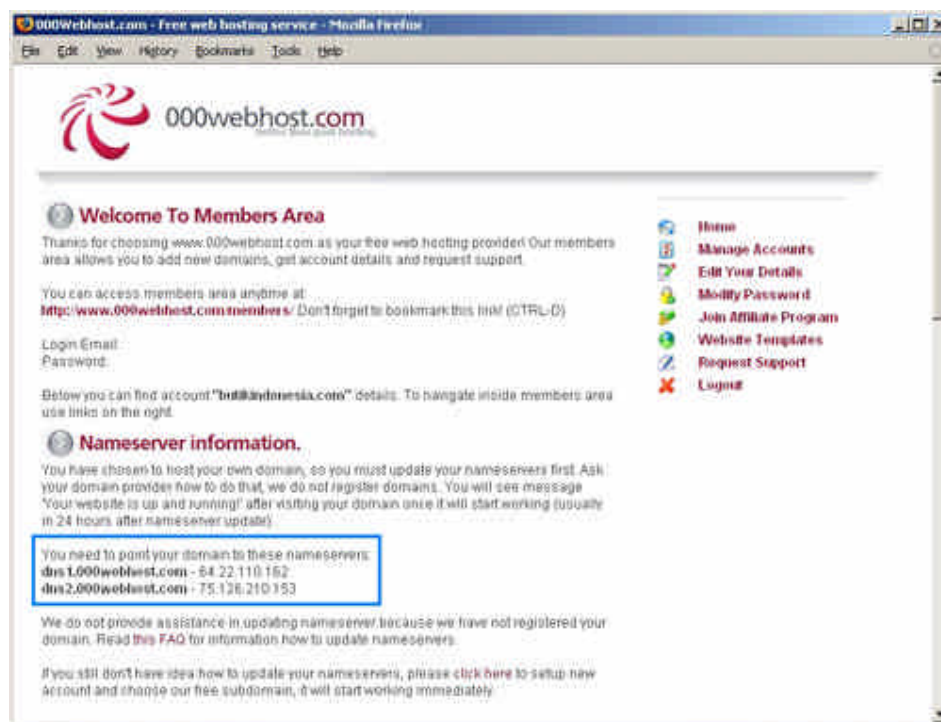 000Webhost.com - Free web hosting service - Mozilla Firefox
File Edit View History Bookmarks Tools Help
000webhost.com
better than paid hosting
Welcome To Members Area
Thanks for choosing www.000webhost.com as your free web hosting provider! Our members
area allows you to add new domains, get account details and request support.
You can access members area anytime at
http:/www.000webhost.com/members/ Don't forget to bookmark this link! (CTRL-D)
Login Email:
Password:
Below you can find account "butikindonesia.com" details. To navigate inside members area
use links on the right.
Nameserver information.
You have chosen to host your own domain, so you must update your nameservers first. Ask
your domain provider how to do that, we do not register domains. You will see message
'Your website is up and running!' after visiting your domain once it will start working (usually
in 24 hours after nameserver update).
You need to point your domain to these nameservers:
dns1.000webhost.com - 64.22.110.162
dns2.000webhost.com - 75.126.210.153
We do not provide assistance in updating nameserver because we have not registered your
domain. Read this FAQ for information how to update nameservers.
If you still don't have idea how to update your nameservers, please click here to setup new
account and choose our free subdomain, it will start working immediately.
Home
Manage Accounts
Edit Your Details
Modify Password
Join Affiliate Program
Website Templates
Request Support
Logout